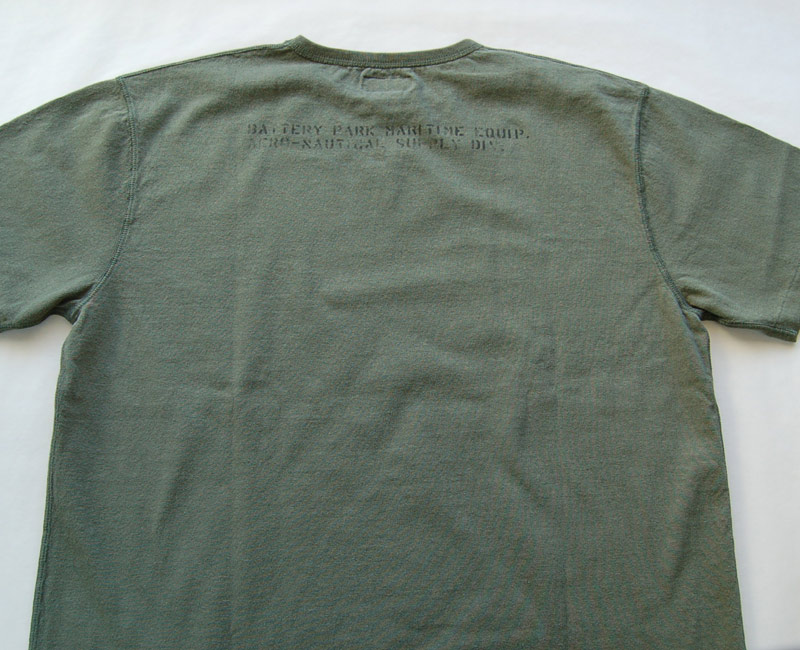 BATTERY PARK MARITIME EQUIP.
AERO-NAUTICAL SUPPLY DIV.